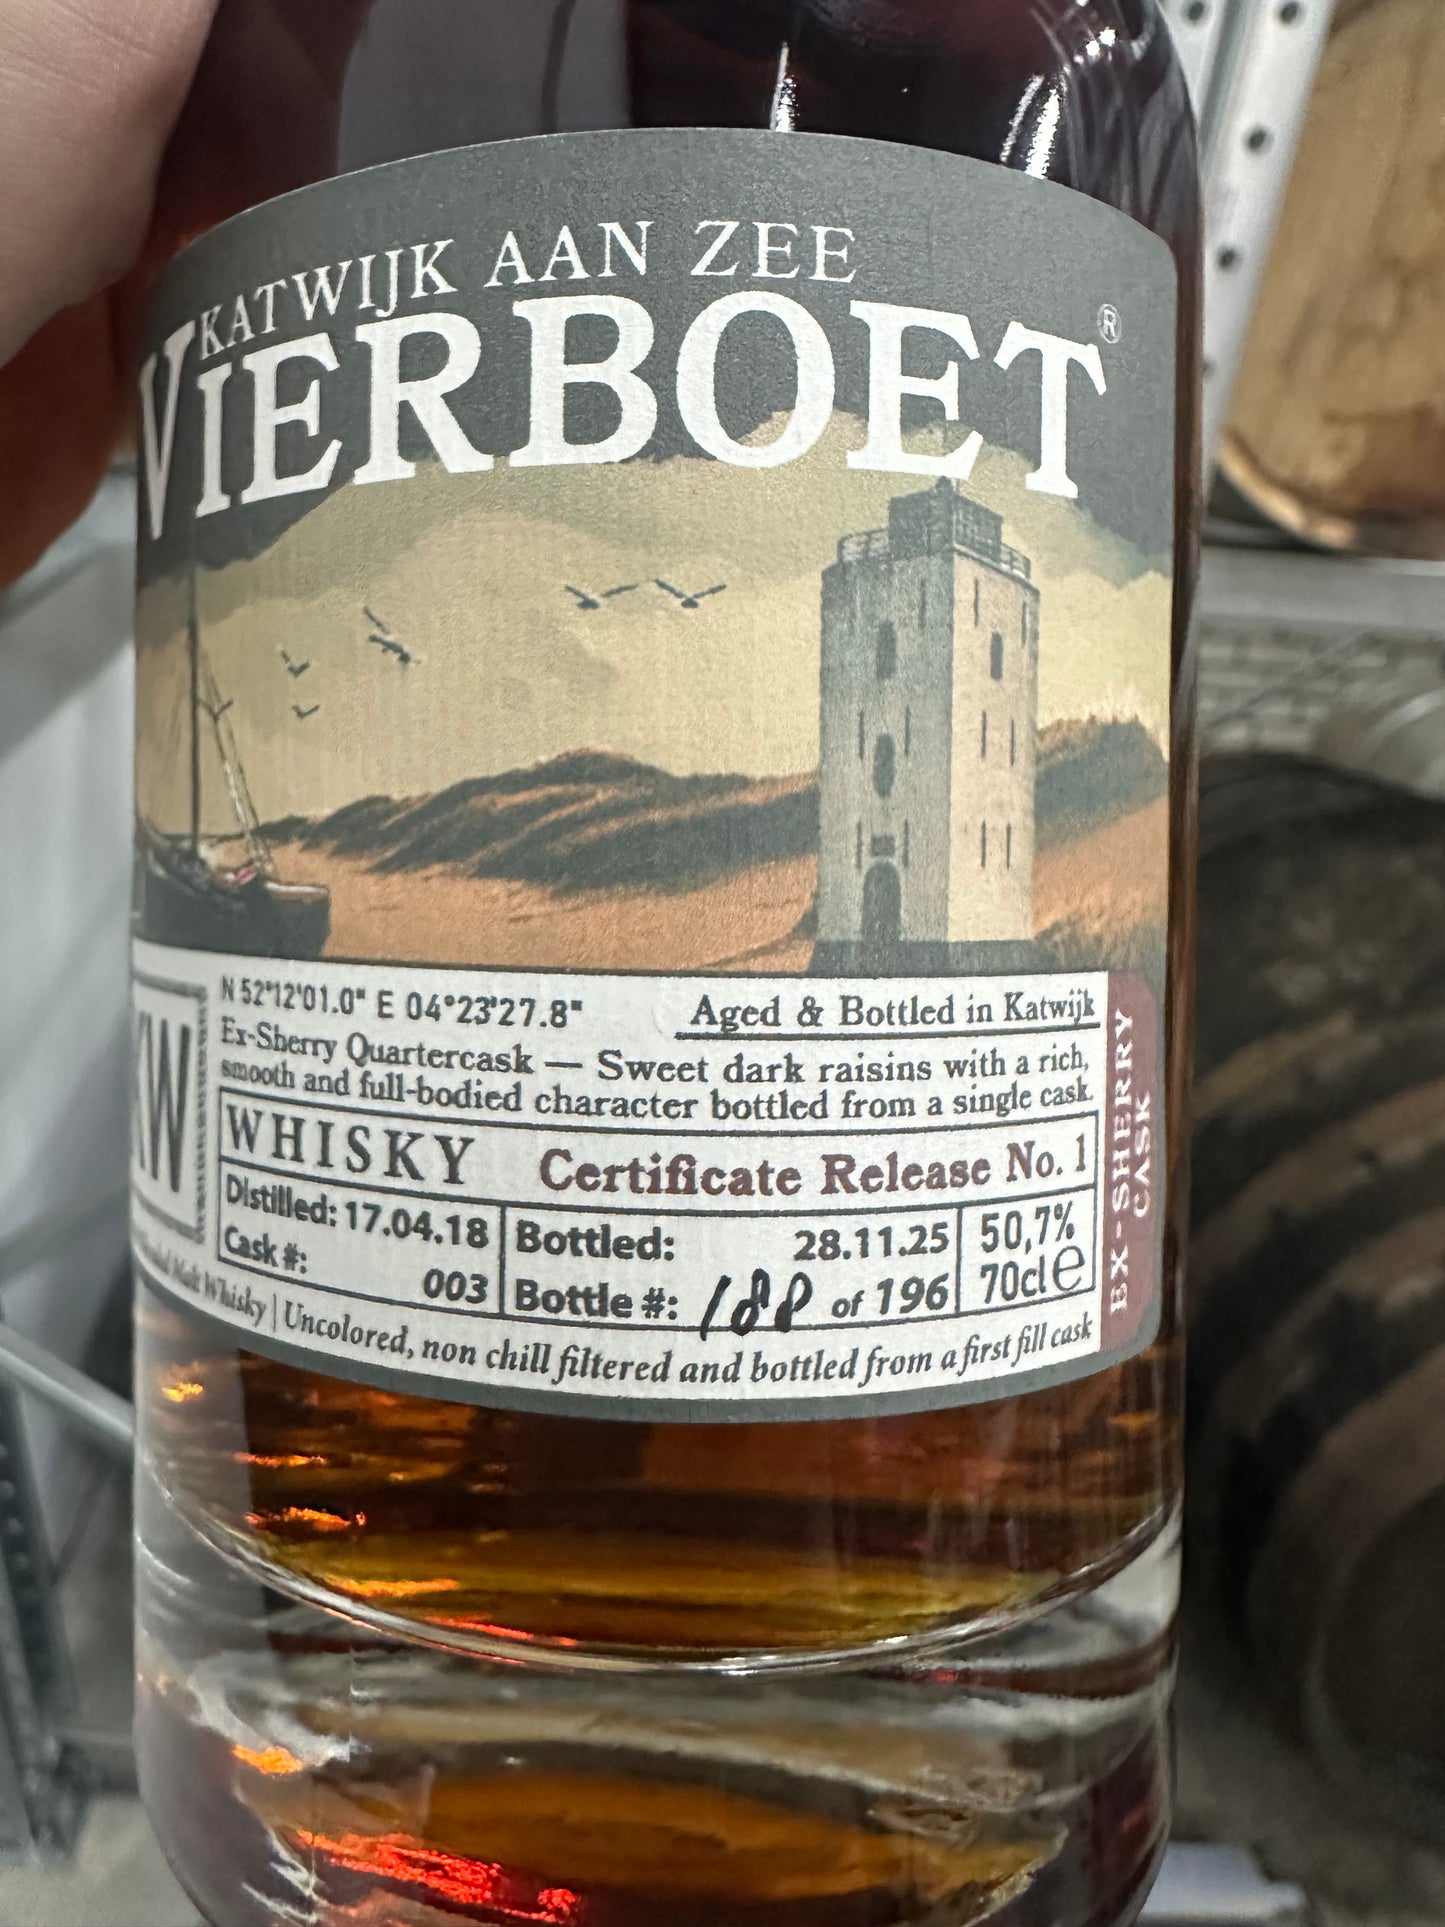 KATWIJK AAN ZEE
VIERBOET®
N 52°12'01.0" E 04°23'27.8"
Aged & Bottled in Katwijk
Ex-Sherry Quartercask — Sweet dark raisins with a rich,
smooth and full-bodied character bottled from a single cask.
KW
WHISKY
Certificate Release No. 1
Distilled: 17.04.18
Bottled: 28.11.25
50,7%
Cask #: 003
Bottle #: 188 of 196
70cl e
EX-SHERRY
CASK
Malt Whisky | Uncolored, non chill filtered and bottled from a first fill cask